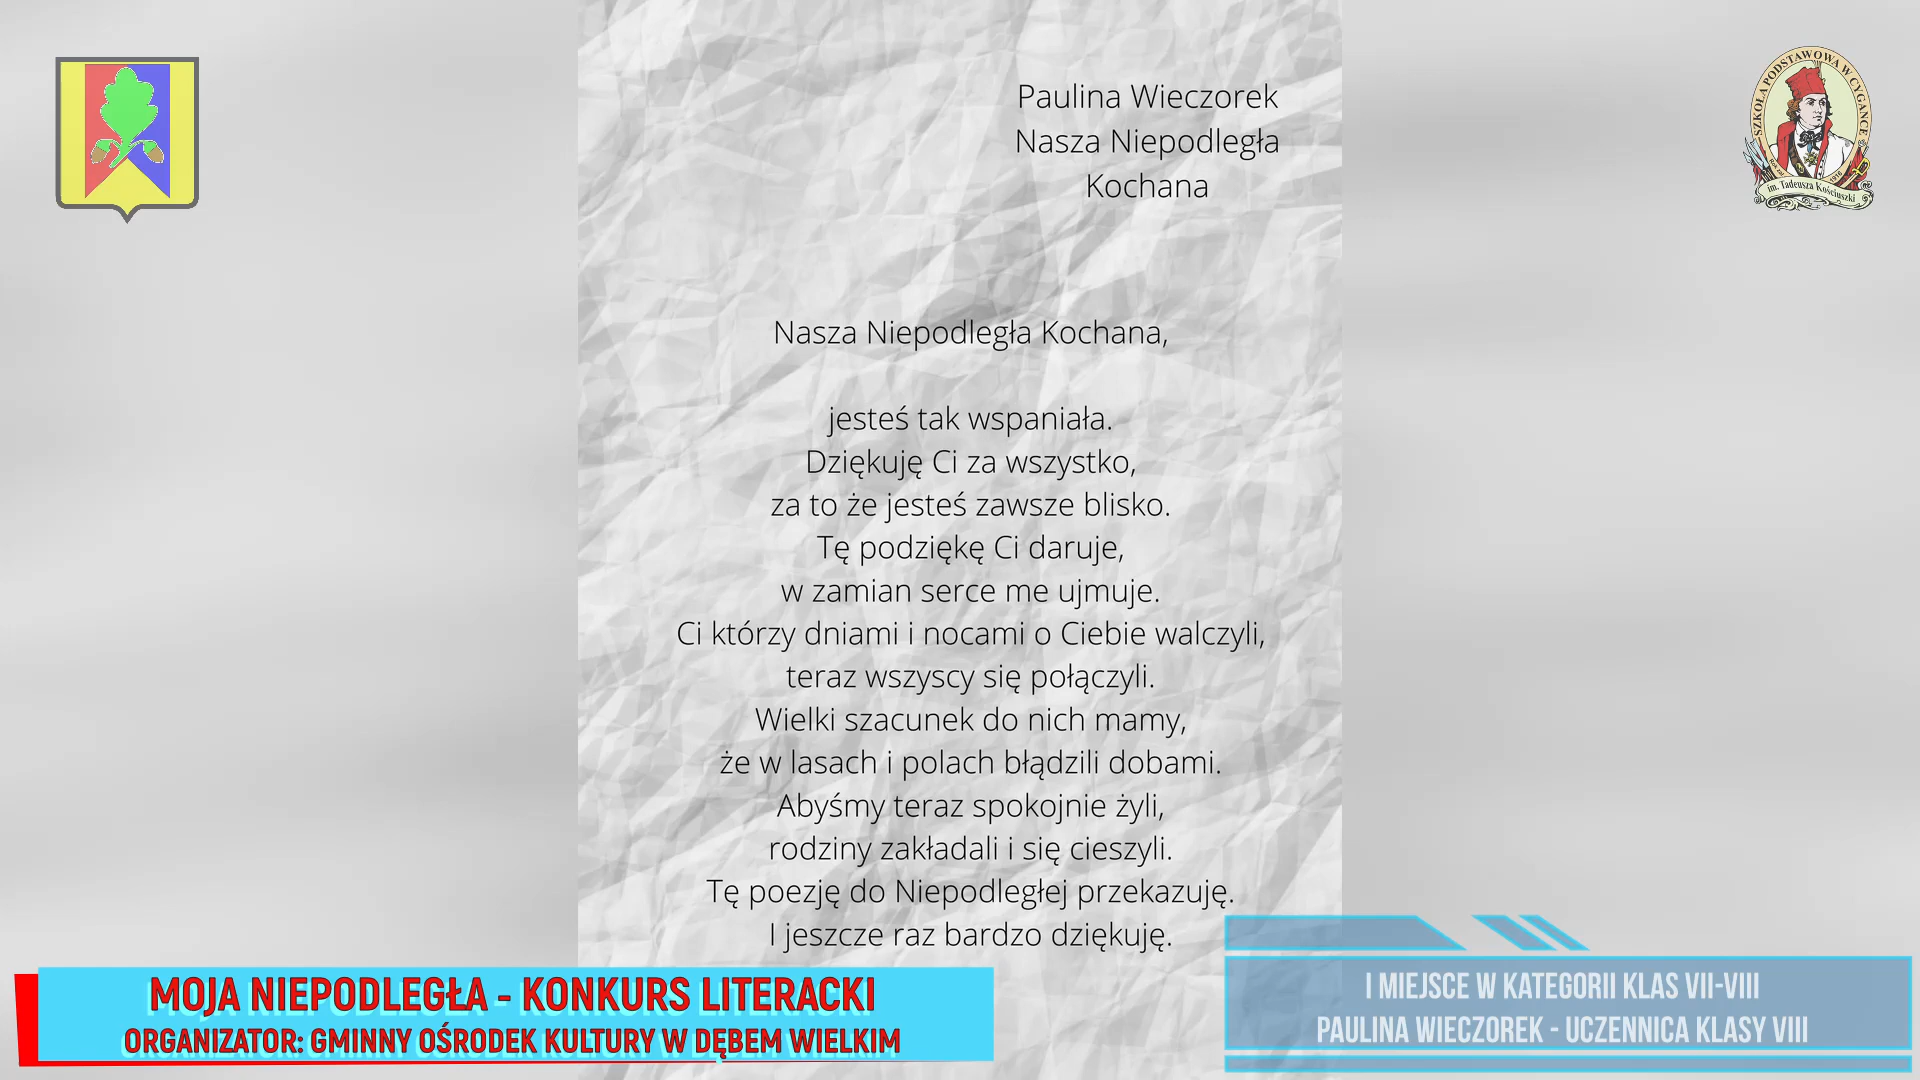 SZKOŁA PODSTAWOWA W CYGANCE
im. Tadeusza Kościuszki
Paulina Wieczorek
Nasza Niepodległa
Kochana
Nasza Niepodległa Kochana,
jesteś tak wspaniała.
Dziękuję Ci za wszystko,
za to że jesteś zawsze blisko.
Tę podziękę Ci daruje,
w zamian serce me ujmuje.
Ci którzy dniami i nocami o Ciebie walczyli,
teraz wszyscy się połączyli.
Wielki szacunek do nich mamy,
że w lasach i polach błądzili dobami.
Abyśmy teraz spokojnie żyli,
rodziny zakładali i się cieszyli.
Tę poezję do Niepodległej przekazuję.
I jeszcze raz bardzo dziękuję.
MOJA NIEPODLEGŁA - KONKURS LITERACKI
ORGANIZATOR: GMINNY OŚRODEK KULTURY W DĘBEM WIELKIM
I MIEJSCE W KATEGORII KLAS VII-VIII
PAULINA WIECZOREK - UCZENNICA KLASY VIII